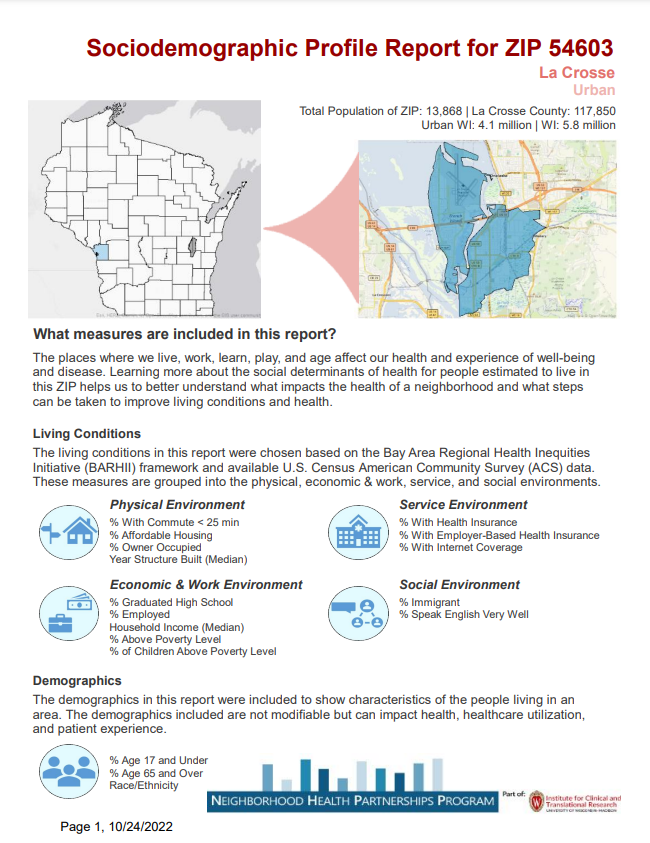 Sociodemographic Profile Report for ZIP 54603
La Crosse
Urban
Total Population of ZIP: 13,868 | La Crosse County: 117,850
Urban WI: 4.1 million | WI: 5.8 million
What measures are included in this report?
The places where we live, work, learn, play, and age affect our health and experience of well-being
and disease. Learning more about the social determinants of health for people estimated to live in
this ZIP helps us to better understand what impacts the health of a neighborhood and what steps
can be taken to improve living conditions and health.
Living Conditions
The living conditions in this report were chosen based on the Bay Area Regional Health Inequities
Initiative (BARHII) framework and available U.S. Census American Community Survey (ACS) data.
These measures are grouped into the physical, economic & work, service, and social environments.
Physical Environment
% With Commute < 25 min
% Affordable Housing
% Owner Occupied
Year Structure Built (Median)
Service Environment
% With Health Insurance
% With Employer-Based Health Insurance
% With Internet Coverage
Economic & Work Environment
% Graduated High School
% Employed
Household Income (Median)
% Above Poverty Level
% of Children Above Poverty Level
Social Environment
% Immigrant
% Speak English Very Well
Demographics
The demographics in this report were included to show characteristics of the people living in an
area. The demographics included are not modifiable but can impact health, healthcare utilization,
and patient experience.
% Age 17 and Under
% Age 65 and Over
Race/Ethnicity
NEIGHBORHOOD HEALTH PARTNERSHIPS PROGRAM
Part of:
Institute for Clinical and
Translational Research
UNIVERSITY OF WISCONSIN-MADISON
Page 1, 10/24/2022